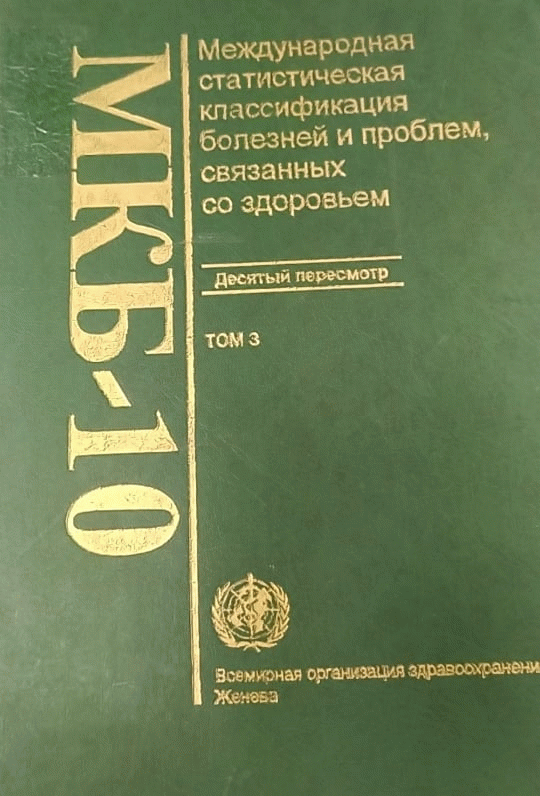 МКБ-10
Международная
статистическая
классификация
болезней и проблем,
связанных
со здоровьем
Десятый пересмотр
ТОМ 3
Всемирная организация здравоохранени
Женева